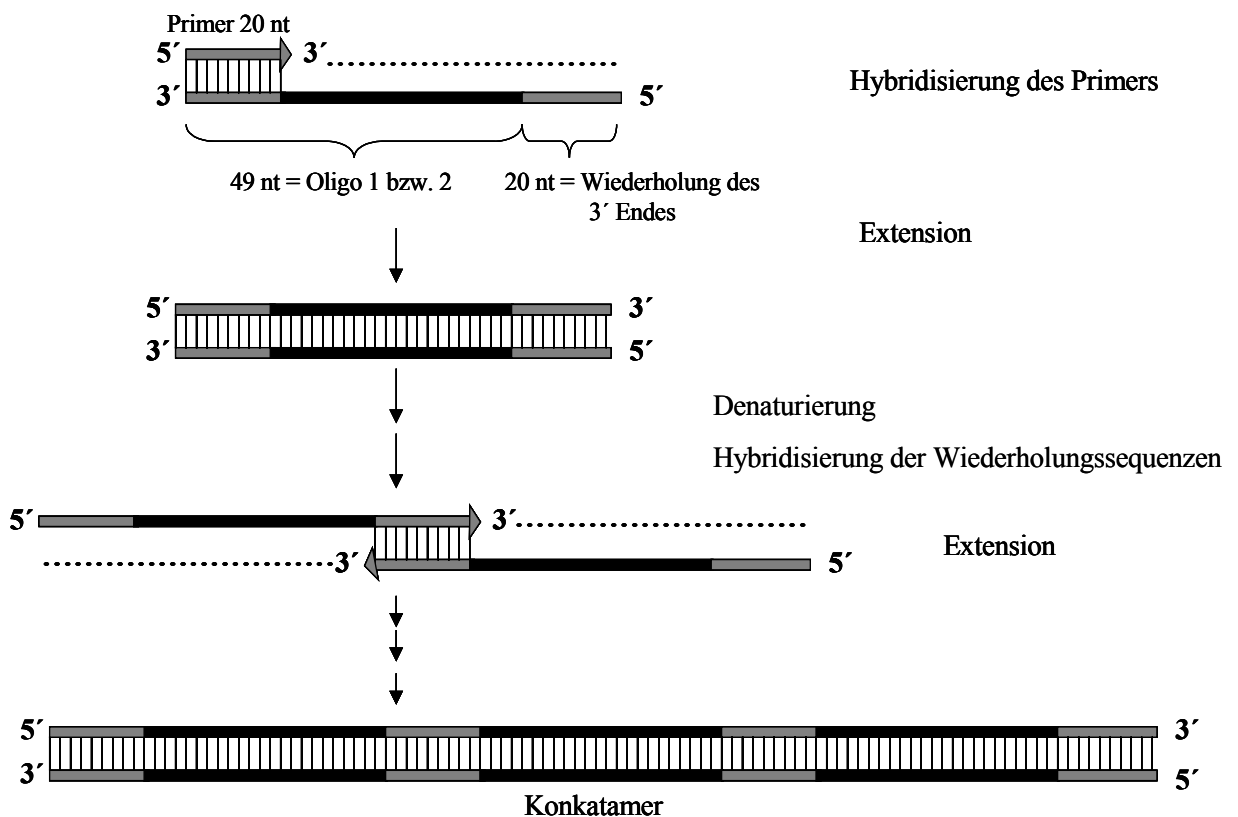 Primer 20 nt
5´ 3´
Hybridisierung des Primers
3´ 5´
49 nt = Oligo 1 bzw. 2
20 nt = Wiederholung des
3´ Endes
Extension
5´ 3´
3´ 5´
Denaturierung
Hybridisierung der Wiederholungssequenzen
5´ 3´
Extension
3´ 5´
5´ 3´
3´ 5´
Konkatamer